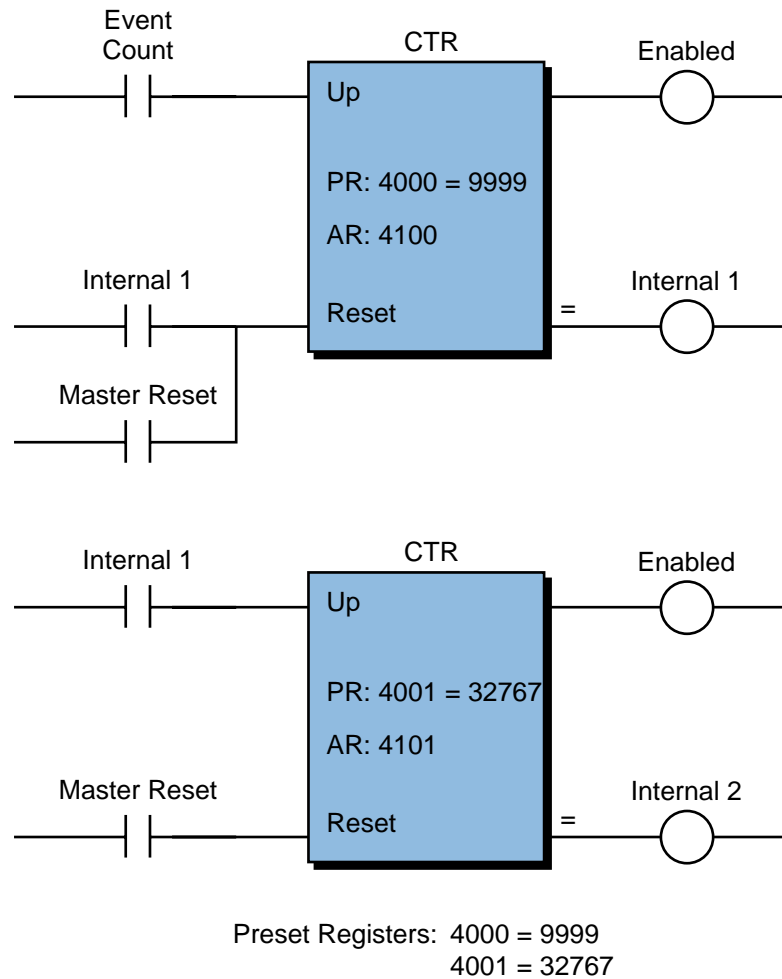 Event
Count
CTR
Enabled
Up
PR: 4000 = 9999
AR: 4100
Internal 1
Reset
=
Internal 1
Master Reset
Internal 1
CTR
Enabled
Up
PR: 4001 = 32767
AR: 4101
Master Reset
Reset
=
Internal 2
Preset Registers: 4000 = 9999
4001 = 32767